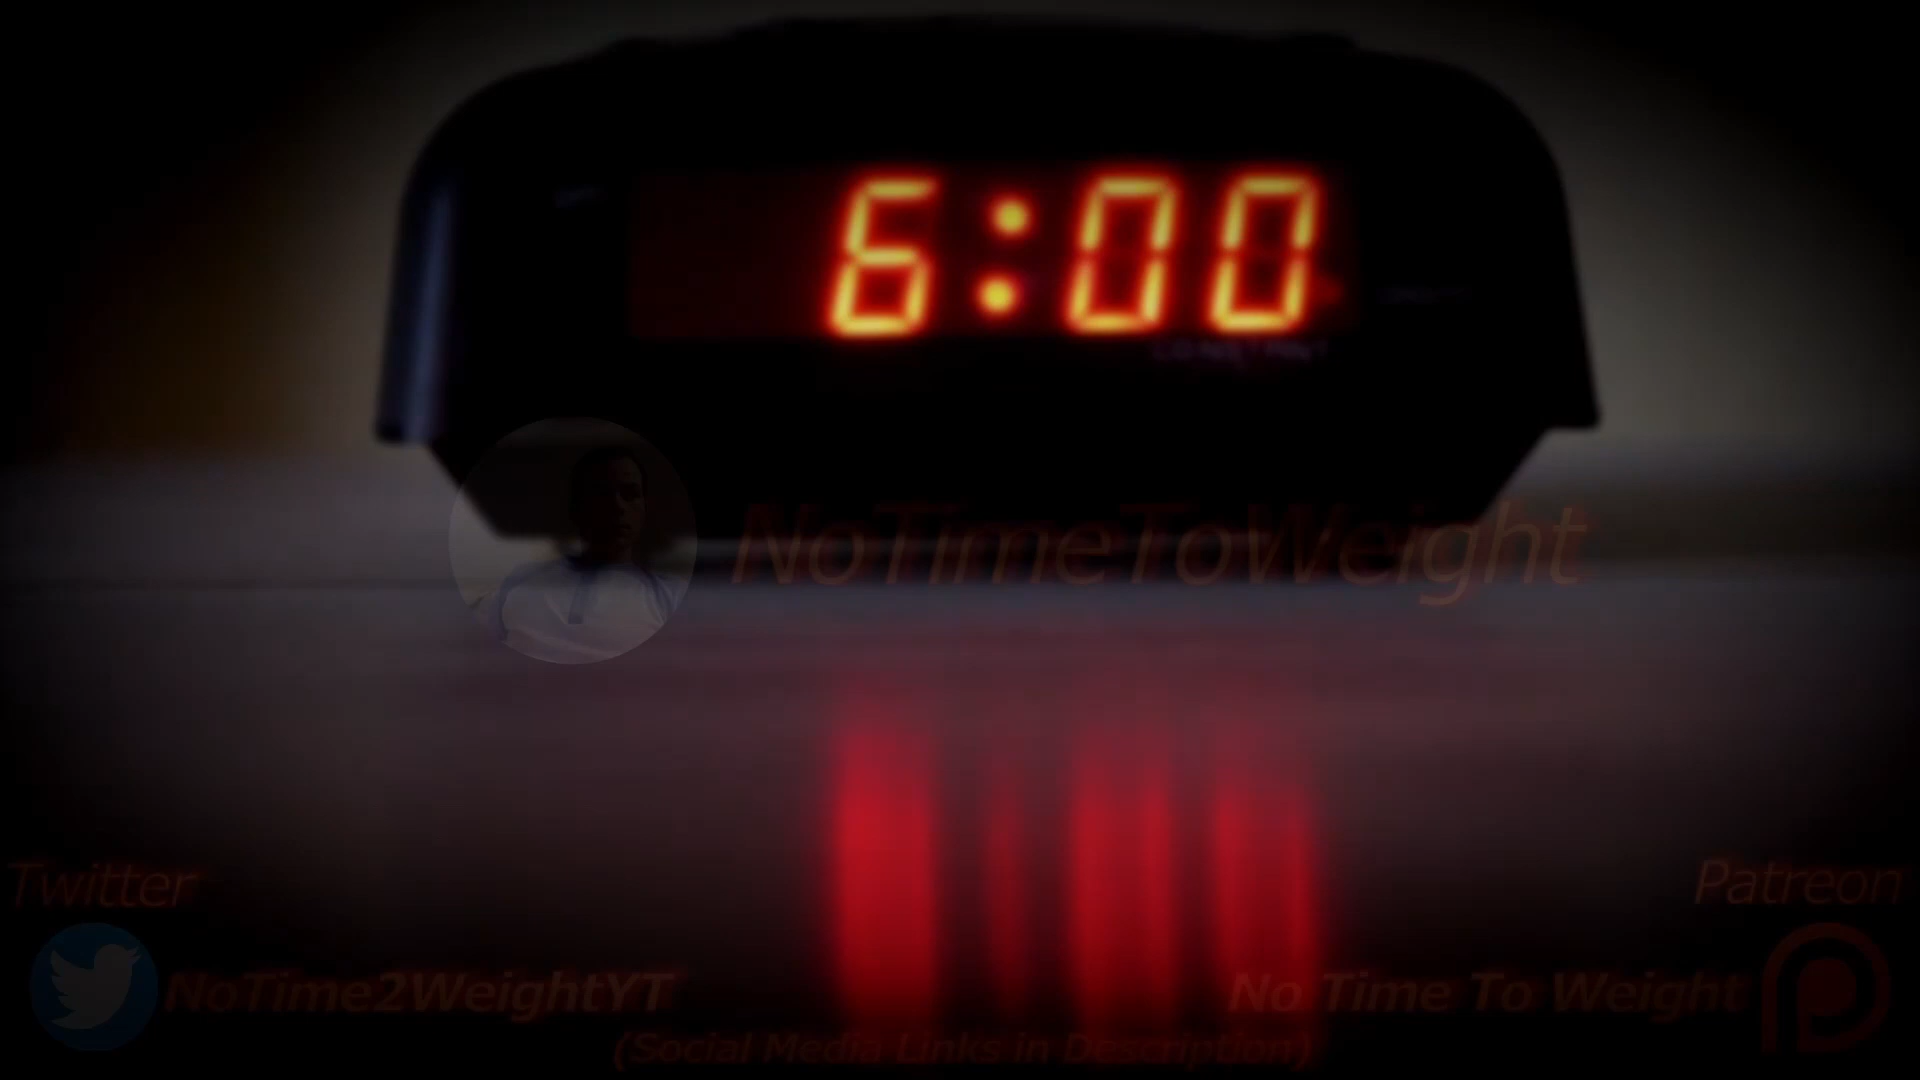 6:00
NoTimeToWeight
Twitter
Patreon
NoTime2WeightYT
No Time To Weight
(Social Media Links in Description)